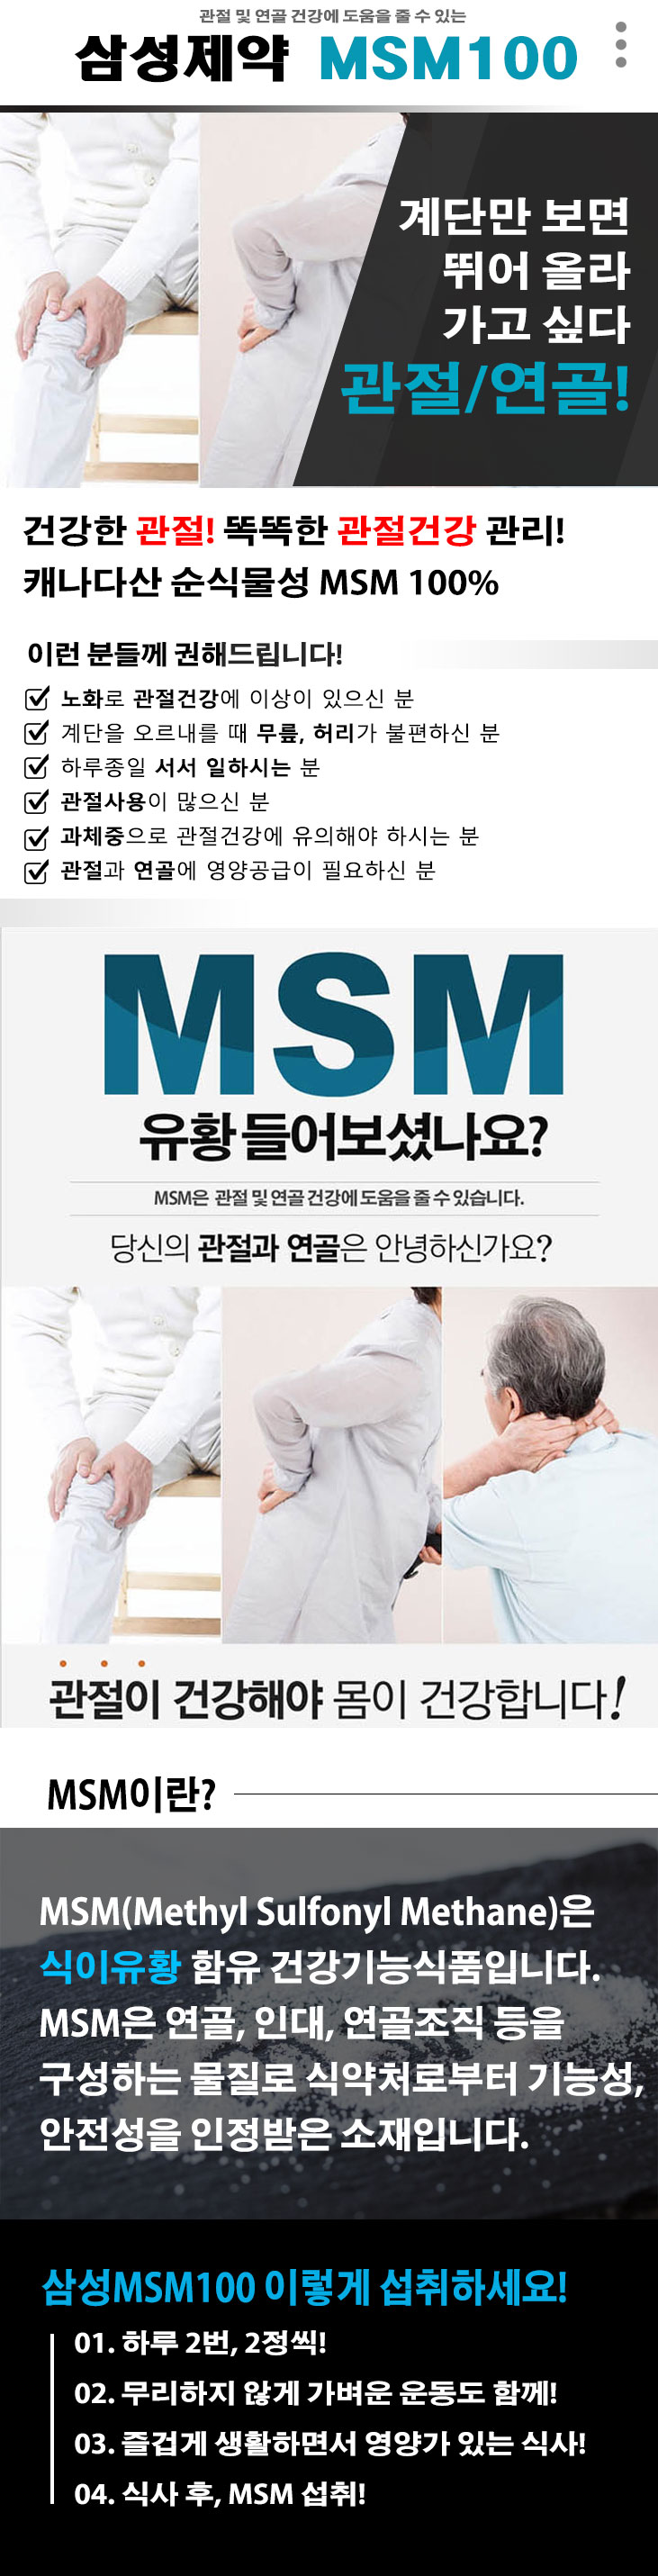 관절 및 연골 건강에 도움을 줄 수 있는
삼성제약 MSM100
계단만 보면
뛰어 올라
가고 싶다
관절/연골!
건강한 관절! 똑똑한 관절건강 관리!
캐나다산 순식물성 MSM 100%
이런 분들께 권해드립니다!
노화로 관절건강에 이상이 있으신 분
계단을 오르내를 때 무릎, 허리가 불편하신 분
하루종일 서서 일하시는 분
관절사용이 많으신 분
과체중으로 관절건강에 유의해야 하시는 분
관절과 연골에 영양공급이 필요하신 분
MSM
유황 들어보셨나요?
MSM은 관절 및 연골 건강에 도움을 줄 수 있습니다.
당신의 관절과 연골은 안녕하신가요?
관절이 건강해야 몸이 건강합니다!
MSM이란?
MSM(Methyl Sulfonyl Methane)은
식이유황 함유 건강기능식품입니다.
MSM은 연골, 인대, 연골조직 등을
구성하는 물질로 식약처로부터 기능성,
안전성을 인정받은 소재입니다.
삼성MSM100 이렇게 섭취하세요!
01. 하루 2번, 2정씩!
02. 무리하지 않게 가벼운 운동도 함께!
03. 즐겁게 생활하면서 영양가 있는 식사!
04. 식사 후, MSM 섭취!